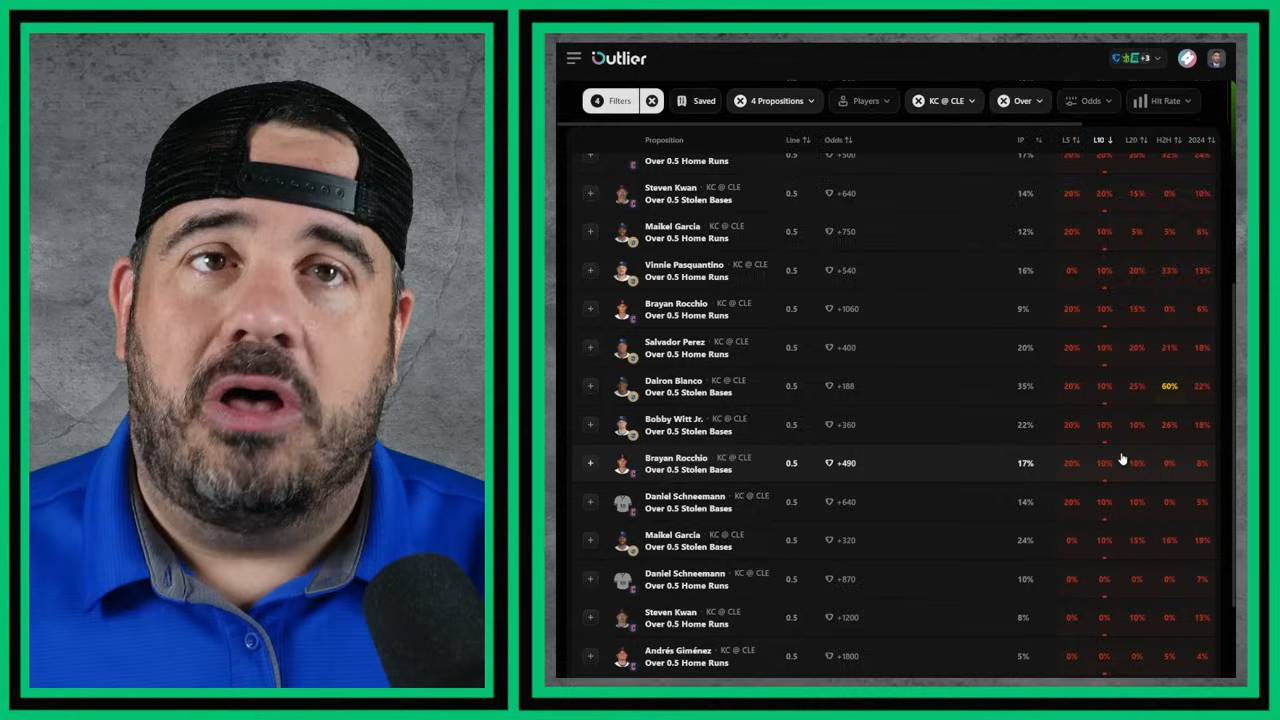 Outlier
+3
4 Filters Saved 4 Propositions Players KC @ CLE Over Odds Hit Rate
Proposition Line Odds IP L5 L10 L20 H2H 2024
Over 0.5 Home Runs 0.5 +500 17% 20% 20% 20% 32% 24%
Steven Kwan · KC @ CLE
Over 0.5 Stolen Bases 0.5 +640 14% 20% 20% 15% 0% 10%
Maikel Garcia · KC @ CLE
Over 0.5 Home Runs 0.5 +750 12% 20% 10% 5% 5% 6%
Vinnie Pasquantino · KC @ CLE
Over 0.5 Home Runs 0.5 +540 16% 0% 10% 20% 33% 13%
Brayan Rocchio · KC @ CLE
Over 0.5 Home Runs 0.5 +1060 9% 20% 10% 15% 0% 6%
Salvador Perez · KC @ CLE
Over 0.5 Home Runs 0.5 +400 20% 20% 10% 20% 21% 18%
Dairon Blanco · KC @ CLE
Over 0.5 Stolen Bases 0.5 +188 35% 20% 10% 25% 60% 22%
Bobby Witt Jr. · KC @ CLE
Over 0.5 Stolen Bases 0.5 +360 22% 20% 10% 10% 26% 18%
Brayan Rocchio · KC @ CLE
Over 0.5 Stolen Bases 0.5 +490 17% 20% 10% 10% 0% 8%
Daniel Schneemann · KC @ CLE
Over 0.5 Stolen Bases 0.5 +640 14% 20% 10% 10% 0% 5%
Maikel Garcia · KC @ CLE
Over 0.5 Stolen Bases 0.5 +320 24% 0% 10% 15% 16% 19%
Daniel Schneemann · KC @ CLE
Over 0.5 Home Runs 0.5 +870 10% 0% 0% 0% 0% 7%
Steven Kwan · KC @ CLE
Over 0.5 Home Runs 0.5 +1200 8% 0% 0% 10% 0% 13%
Andrés Giménez · KC @ CLE
Over 0.5 Home Runs 0.5 +1800 5% 0% 0% 0% 5% 4%